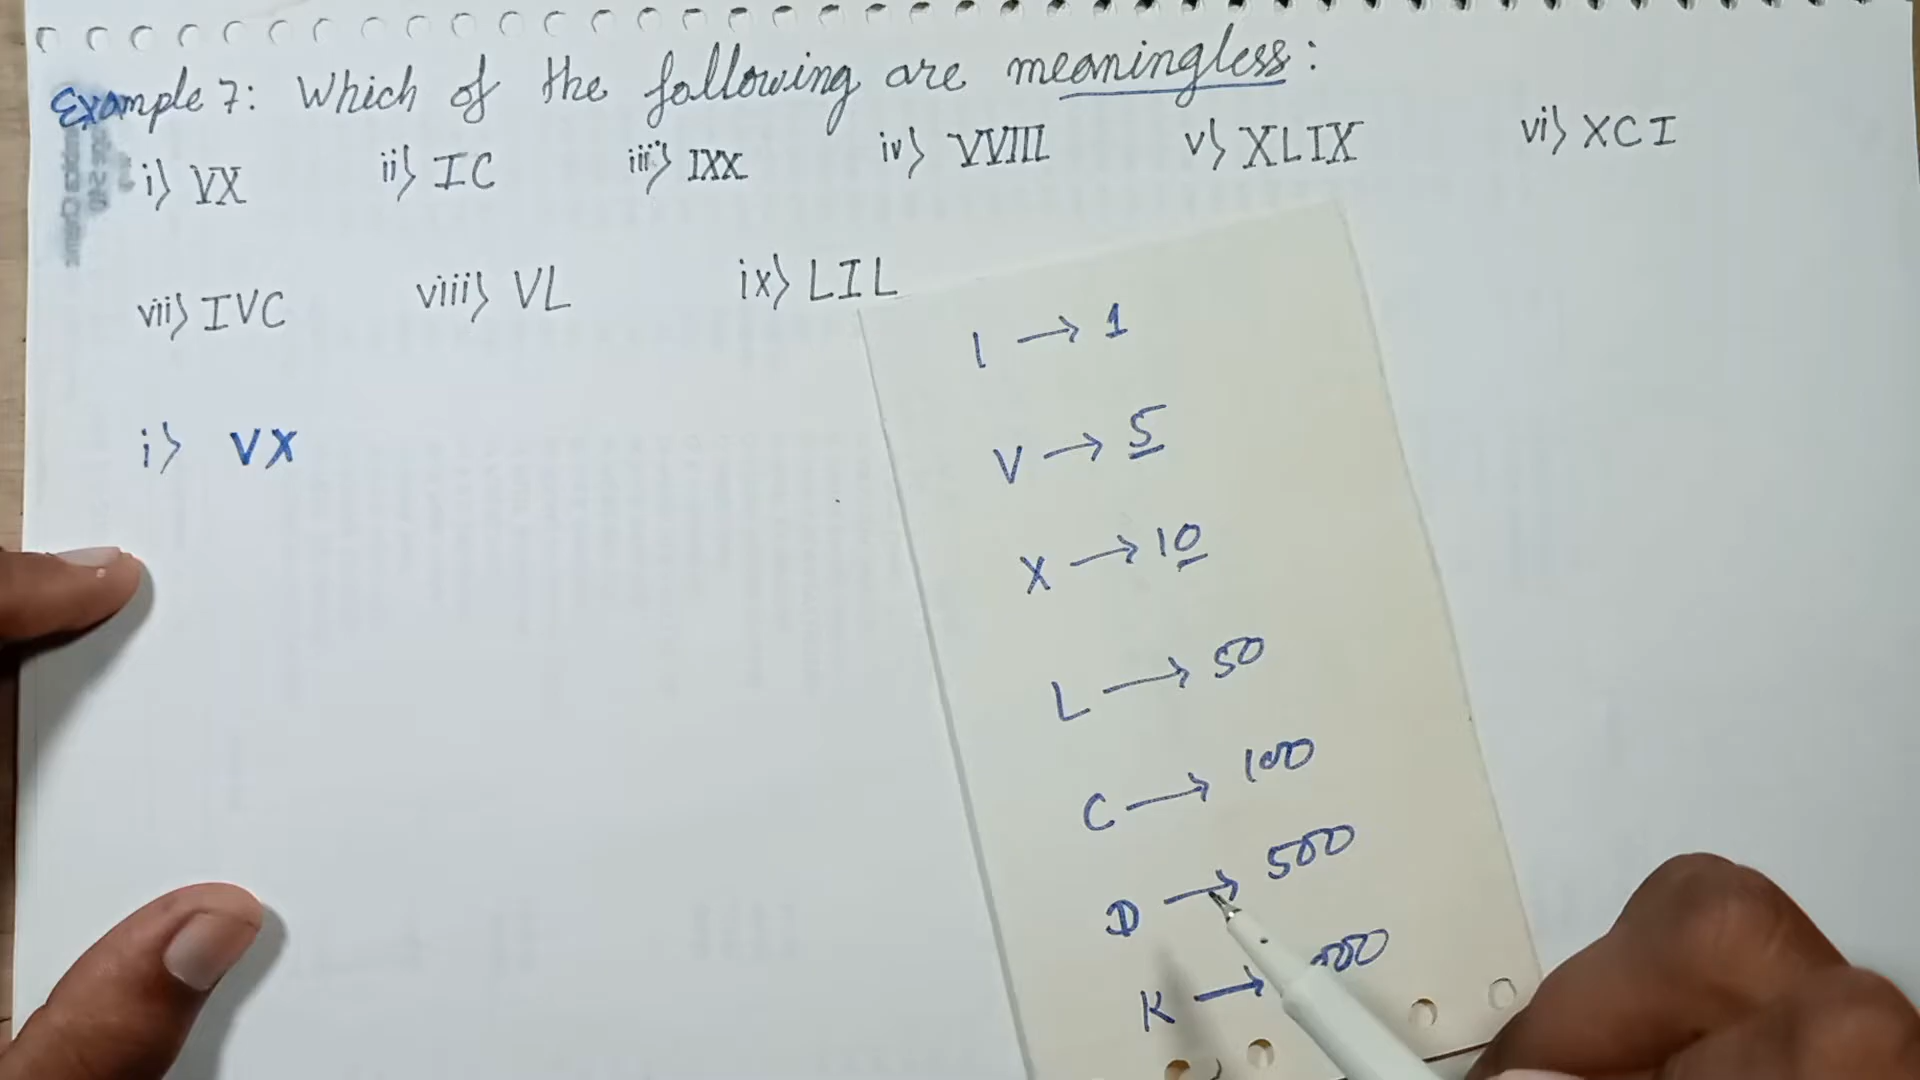 Example 7: Which of the following are meaningless:
i) VX ii) IC iii) IXX iv) VVIII v) XLIX vi) XCI
vii) IVC viii) VL ix) LIL
i) VX
I → 1
V → 5
X → 10
L → 50
C → 100
D → 500
K →